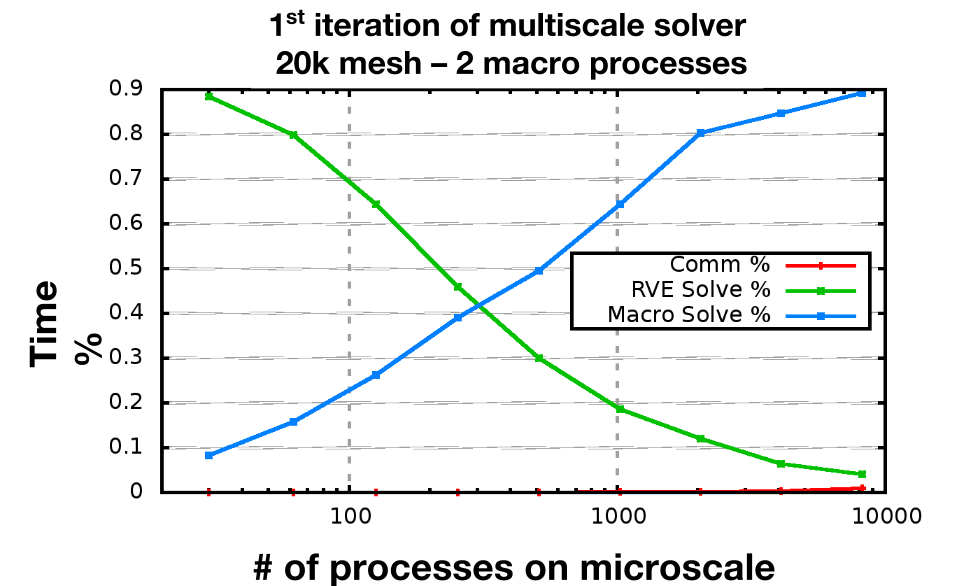 1st iteration of multiscale solver
20k mesh – 2 macro processes
0.9
0.8
0.7
0.6
0.5
0.4
0.3
0.2
0.1
0
Time
%
Comm %
RVE Solve %
Macro Solve %
100
1000
10000
# of processes on microscale